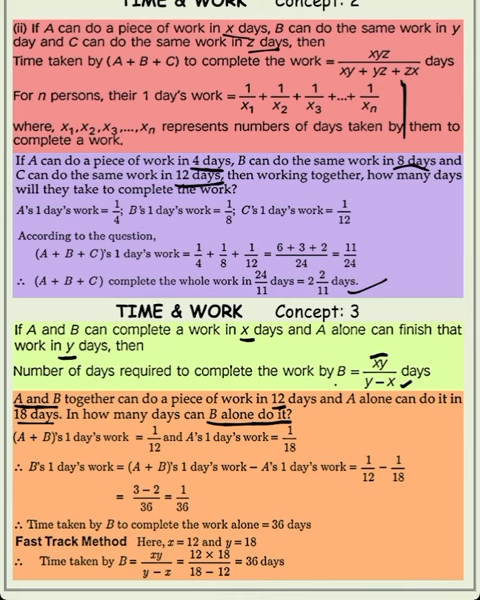 TIME & WORK Concept: 2
(ii) If A can do a piece of work in x days, B can do the same work in y
day and C can do the same work in z days, then
Time taken by (A + B + C) to complete the work = xyz / (xy + yz + zx) days
For n persons, their 1 day's work = 1/x₁ + 1/x₂ + 1/x₃ +...+ 1/xₙ
where, x₁,x₂,x₃,...,xₙ represents numbers of days taken by them to
complete a work.
If A can do a piece of work in 4 days, B can do the same work in 8 days and
C can do the same work in 12 days, then working together, how many days
will they take to complete the work?
A's 1 day's work = 1/4; B's 1 day's work = 1/8; C's 1 day's work = 1/12
According to the question,
(A + B + C)'s 1 day's work = 1/4 + 1/8 + 1/12 = (6 + 3 + 2)/24 = 11/24
∴ (A + B + C) complete the whole work in 24/11 days = 2 2/11 days.
TIME & WORK Concept: 3
If A and B can complete a work in x days and A alone can finish that
work in y days, then
Number of days required to complete the work by B = xy / (y – x) days
A and B together can do a piece of work in 12 days and A alone can do it in
18 days. In how many days can B alone do it?
(A + B)'s 1 day's work = 1/12 and A's 1 day's work = 1/18
∴ B's 1 day's work = (A + B)'s 1 day's work – A's 1 day's work = 1/12 – 1/18
= (3 – 2)/36 = 1/36
∴ Time taken by B to complete the work alone = 36 days
Fast Track Method Here, x = 12 and y = 18
∴ Time taken by B = xy / (y – x) = (12 × 18)/(18 – 12) = 36 days